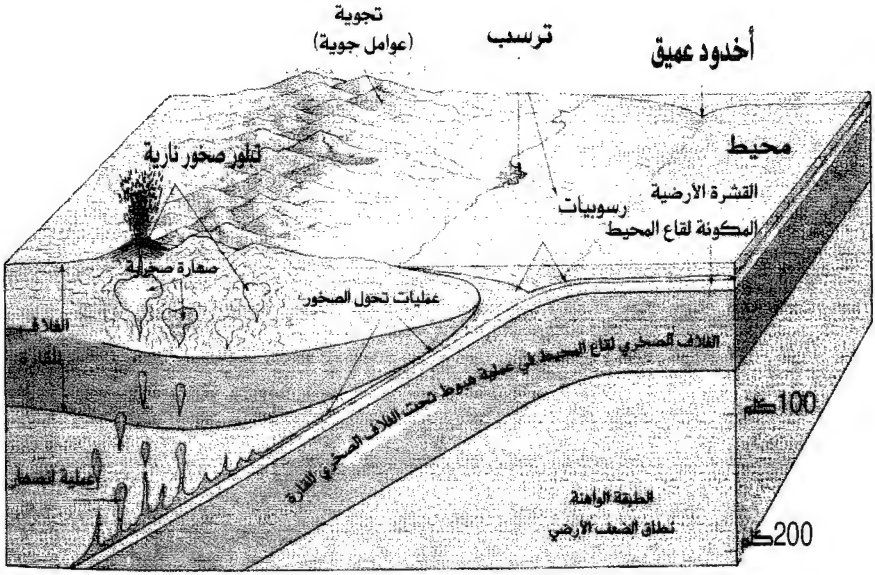 تجوية
(عوامل جوية)
ترسب
أخدود عميق
محيط
تبلور صخور نارية
القشرة الأرضية
المكونة لقاع المحيط
رسوبيات
صهارة صخرية
عمليات تحول الصخور
الغلاف
للقارة
الغلاف الصخري لقاع المحيط في عملية هبوط تحت الغلاف الصخري للقارة
100كلم
عملية انصهار
الطبقة الواهنة
نطاق الضعف الأرضي
200كلم